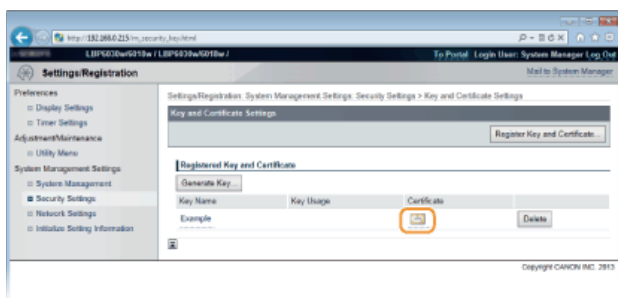 http://192.168.0.215/m_security_key.html
LBP6030w/6018w / LBP6030w/6018w /
To Portal Login User: System Manager Log Out
Settings/Registration
Mail to System Manager
Preferences
Display Settings
Timer Settings
Adjustment/Maintenance
Utility Menu
System Management Settings
System Management
Security Settings
Network Settings
Initialize Setting Information
Settings/Registration: System Management Settings: Security Settings > Key and Certificate Settings
Key and Certificate Settings
Register Key and Certificate...
Registered Key and Certificate
Generate Key...
Key Name Key Usage Certificate
Example Delete
Copyright CANON INC. 2013